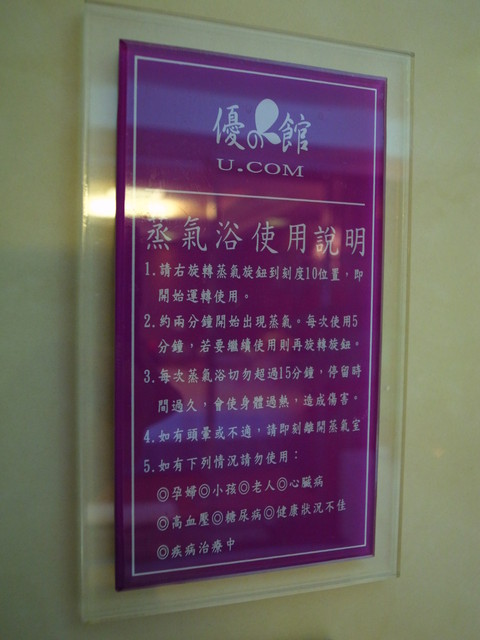 優の館
U.COM
蒸氣浴使用說明
1.請右旋轉蒸氣旋鈕到刻度10位置，即
開始運轉使用。
2.約兩分鐘開始出現蒸氣。每次使用5
分鐘，若要繼續使用則再旋轉旋鈕。
3.每次蒸氣浴切勿超過15分鐘，停留時
間過久，會使身體過熱，造成傷害。
4.如有頭暈或不適，請即刻離開蒸氣室
5.如有下列情況請勿使用：
◎孕婦◎小孩◎老人◎心臟病
◎高血壓◎糖尿病◎健康狀況不佳
◎疾病治療中